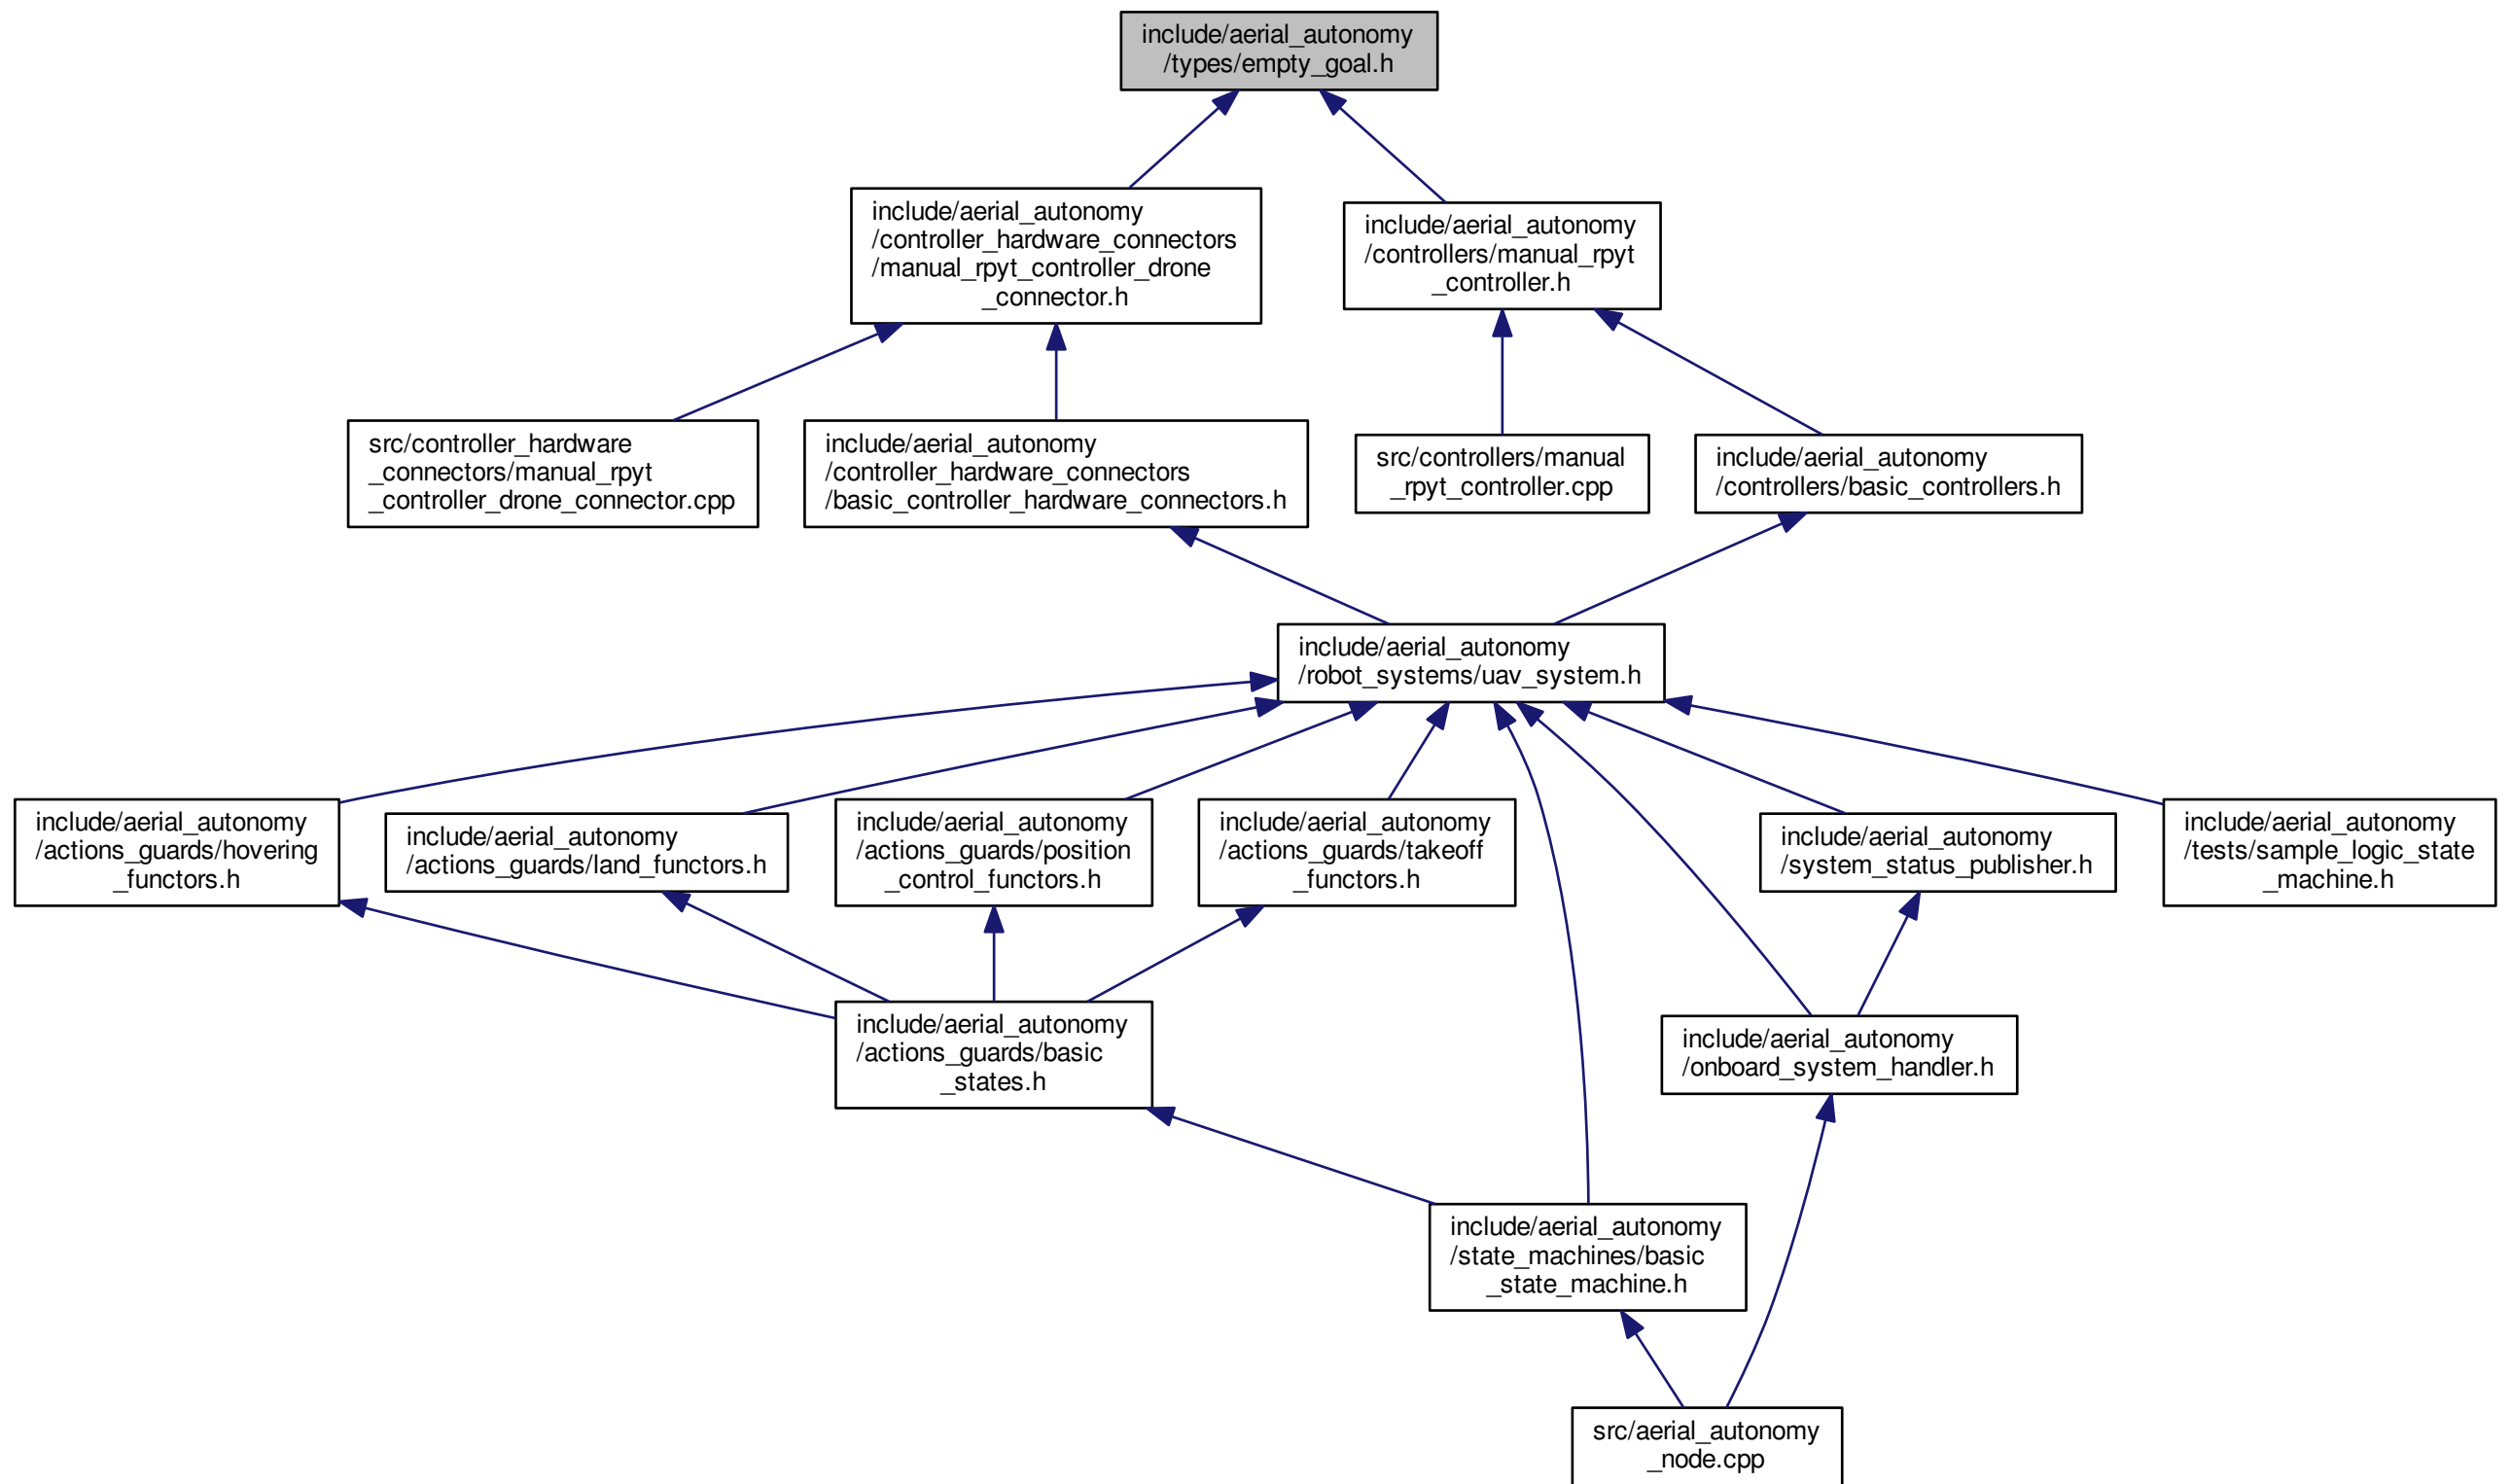 include/aerial_autonomy
/types/empty_goal.h
include/aerial_autonomy
/controller_hardware_connectors
/manual_rpyt_controller_drone
_connector.h
include/aerial_autonomy
/controllers/manual_rpyt
_controller.h
src/controller_hardware
_connectors/manual_rpyt
_controller_drone_connector.cpp
include/aerial_autonomy
/controller_hardware_connectors
/basic_controller_hardware_connectors.h
src/controllers/manual
_rpyt_controller.cpp
include/aerial_autonomy
/controllers/basic_controllers.h
include/aerial_autonomy
/robot_systems/uav_system.h
include/aerial_autonomy
/actions_guards/hovering
_functors.h
include/aerial_autonomy
/actions_guards/land_functors.h
include/aerial_autonomy
/actions_guards/position
_control_functors.h
include/aerial_autonomy
/actions_guards/takeoff
_functors.h
include/aerial_autonomy
/system_status_publisher.h
include/aerial_autonomy
/tests/sample_logic_state
_machine.h
include/aerial_autonomy
/actions_guards/basic
_states.h
include/aerial_autonomy
/onboard_system_handler.h
include/aerial_autonomy
/state_machines/basic
_state_machine.h
src/aerial_autonomy
_node.cpp